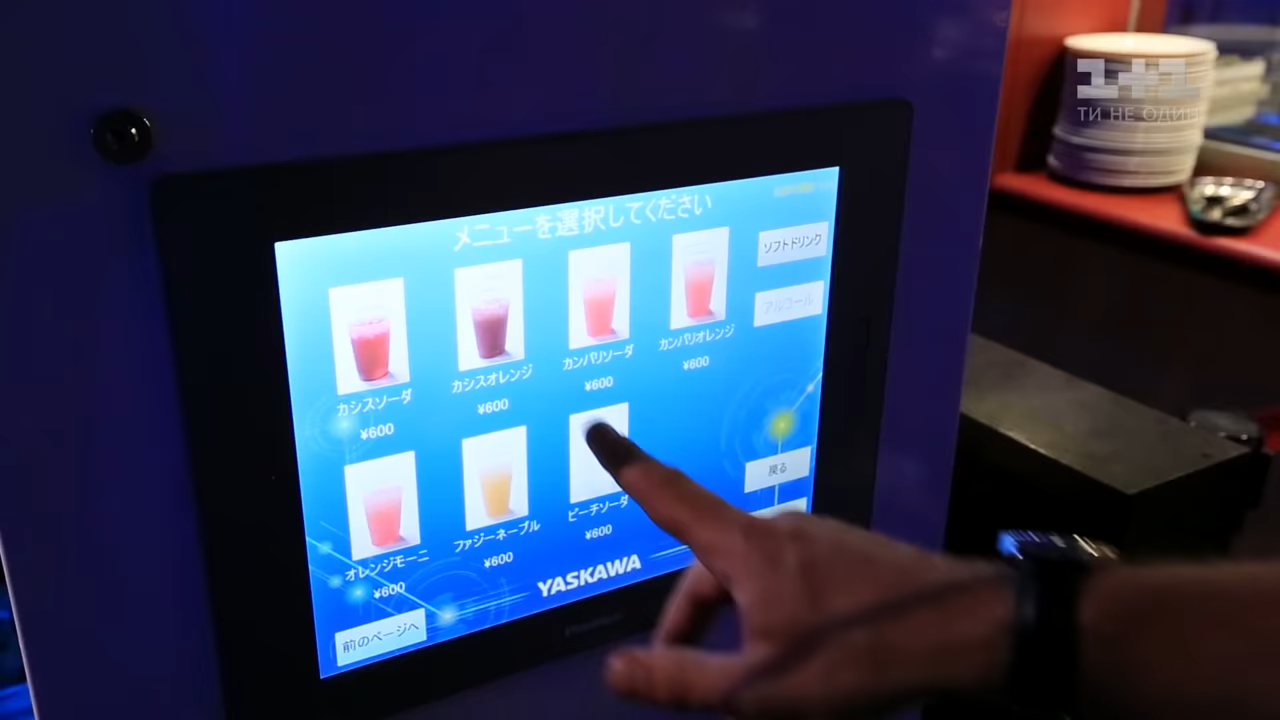 1+1
ТИ НЕ ОДИН
メニューを選択してください
ソフトドリンク
アルコール
カシスソーダ
¥600
カシスオレンジ
¥600
カンパリソーダ
¥600
カンパリオレンジ
¥600
オレンジモーニ
¥600
ファジーネーブル
¥600
ピーチソーダ
¥600
戻る
YASKAWA
前のページへ